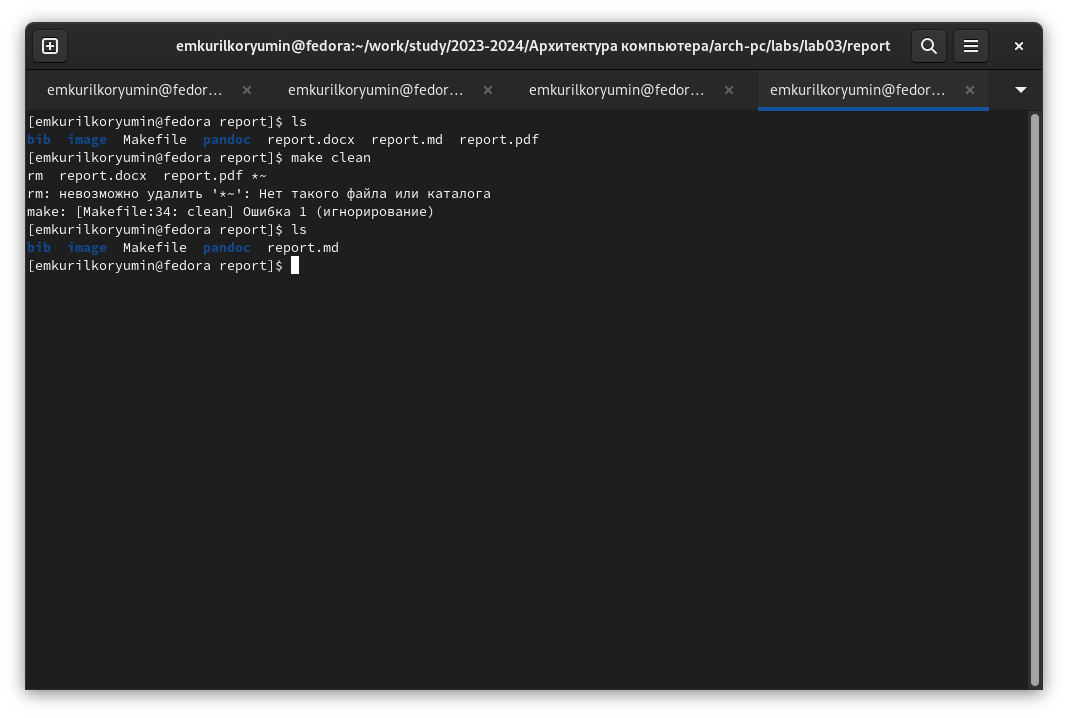 emkurilkoryumin@fedora:~/work/study/2023-2024/Архитектура компьютера/arch-pc/labs/lab03/report
emkurilkoryumin@fedor... emkurilkoryumin@fedor... emkurilkoryumin@fedor... emkurilkoryumin@fedor...
[emkurilkoryumin@fedora report]$ ls
bib  image  Makefile  pandoc  report.docx  report.md  report.pdf
[emkurilkoryumin@fedora report]$ make clean
rm  report.docx  report.pdf *~
rm: невозможно удалить '*~': Нет такого файла или каталога
make: [Makefile:34: clean] Ошибка 1 (игнорирование)
[emkurilkoryumin@fedora report]$ ls
bib  image  Makefile  pandoc  report.md
[emkurilkoryumin@fedora report]$